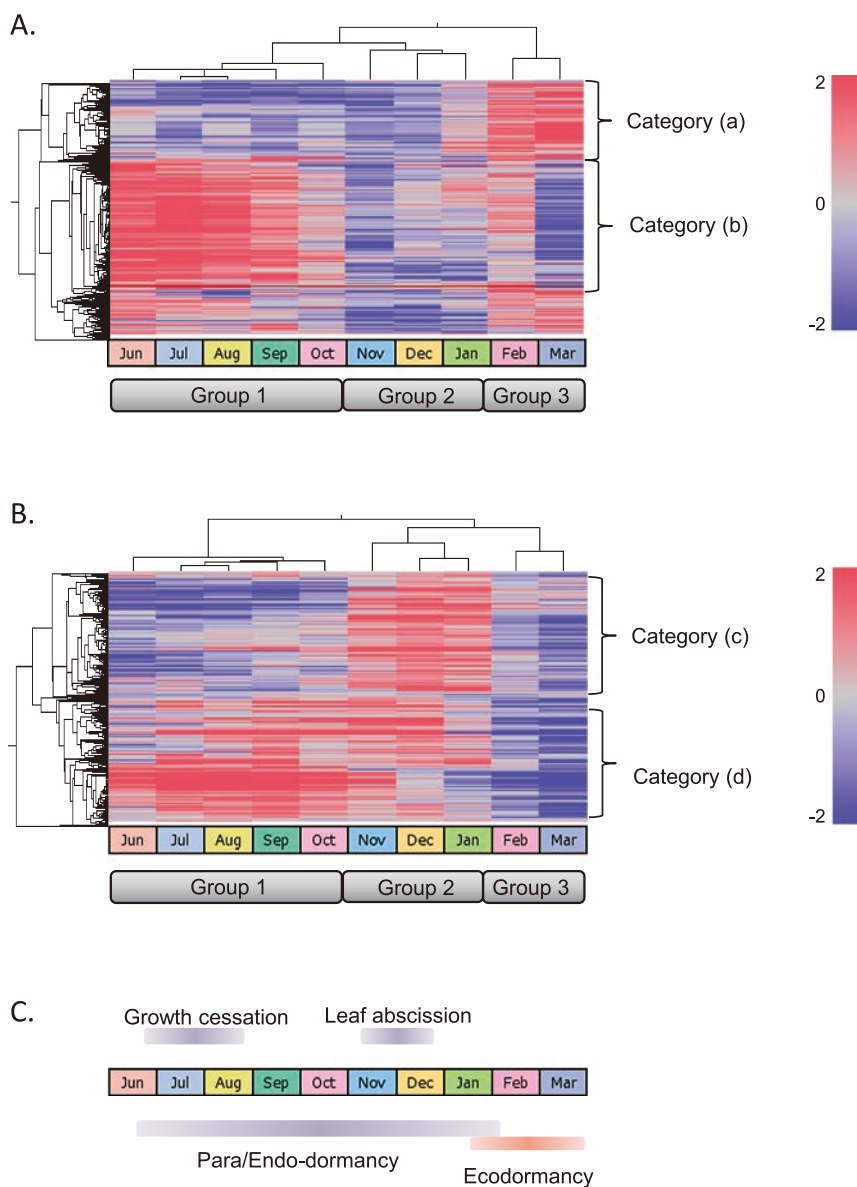 A.
2
Category (a)
0
Category (b)
-2
Jun Jul Aug Sep Oct Nov Dec Jan Feb Mar
Group 1 Group 2 Group 3
B.
2
Category (c)
0
Category (d)
-2
Jun Jul Aug Sep Oct Nov Dec Jan Feb Mar
Group 1 Group 2 Group 3
C.
Growth cessation Leaf abscission
Jun Jul Aug Sep Oct Nov Dec Jan Feb Mar
Para/Endo-dormancy
Ecodormancy